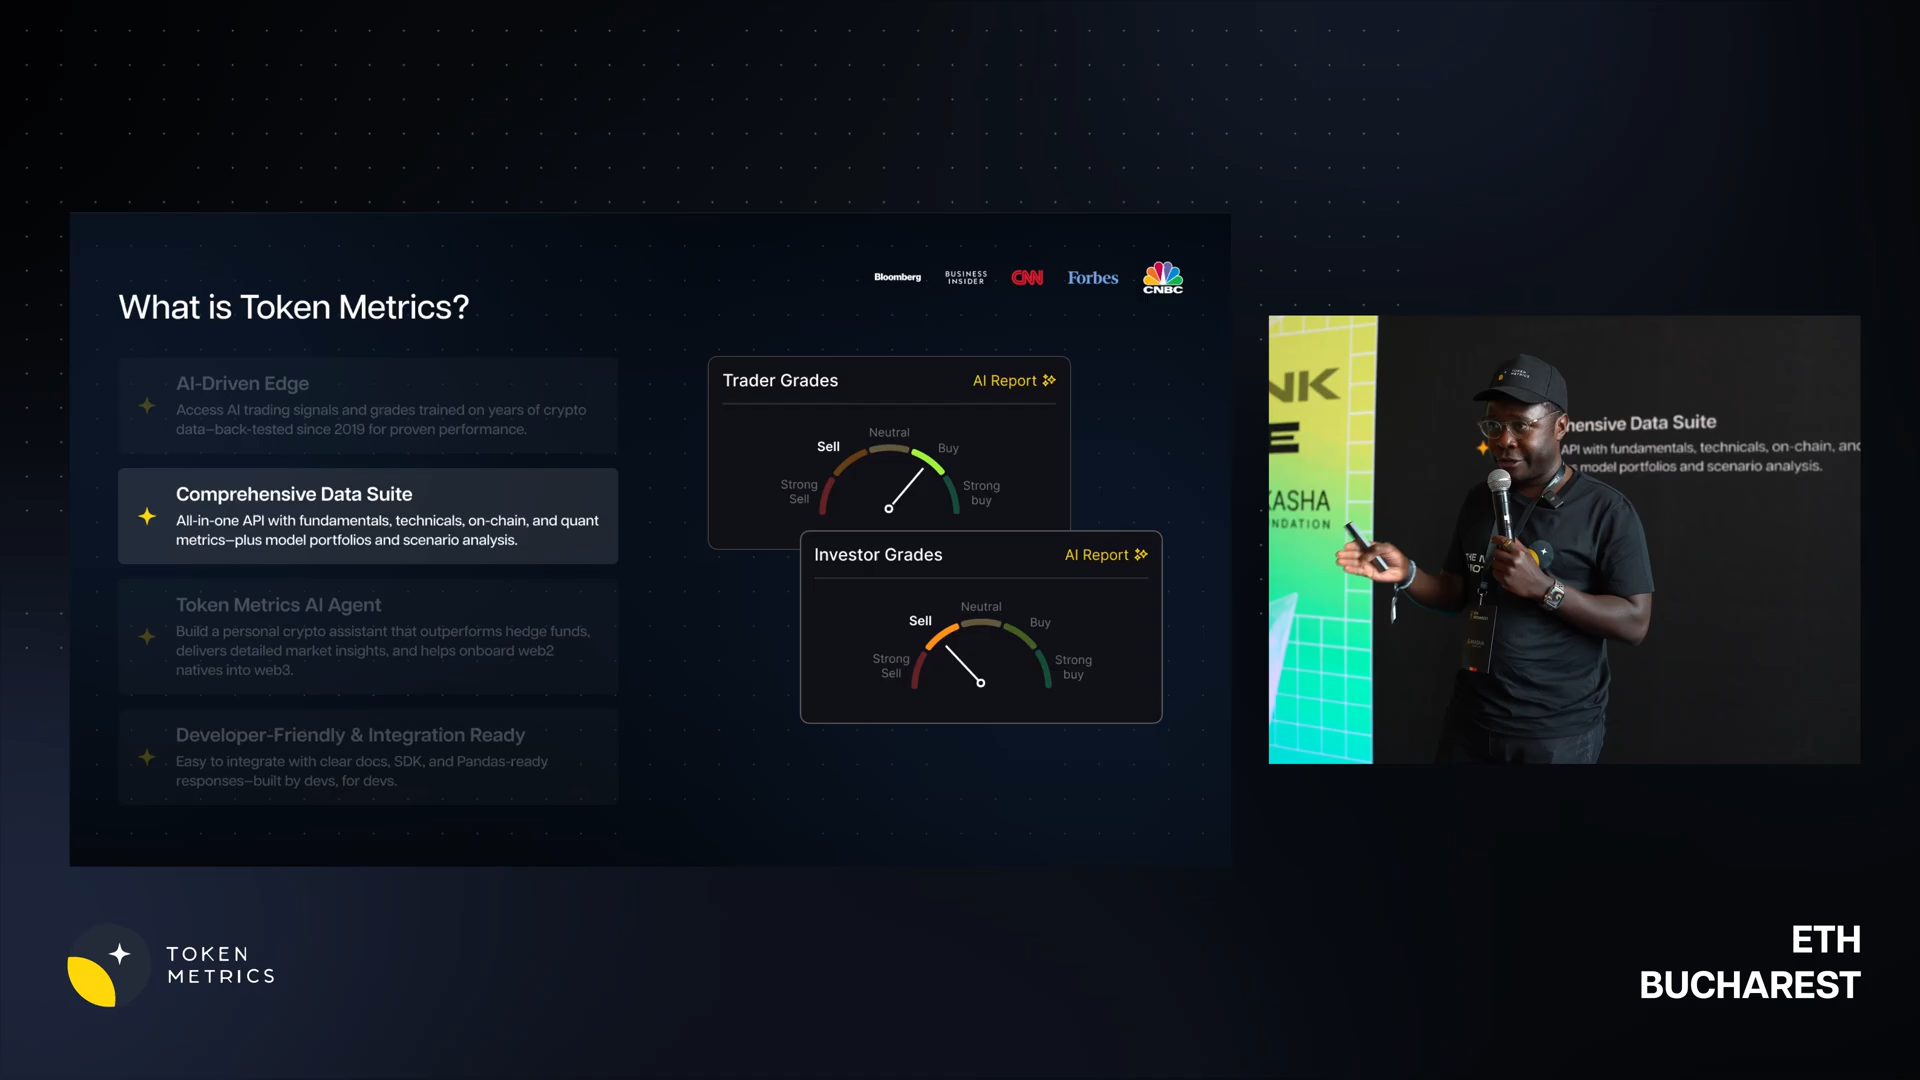 What is Token Metrics?
Bloomberg
BUSINESS
INSIDER
CNN
Forbes
CNBC
AI-Driven Edge
Access AI trading signals and grades trained on years of crypto
data—back-tested since 2019 for proven performance.
Comprehensive Data Suite
All-in-one API with fundamentals, technicals, on-chain, and quant
metrics—plus model portfolios and scenario analysis.
Token Metrics AI Agent
Build a personal crypto assistant that outperforms hedge funds,
delivers detailed market insights, and helps onboard web2
natives into web3.
Developer-Friendly & Integration Ready
Easy to integrate with clear docs, SDK, and Pandas-ready
responses—built by devs, for devs.
Trader Grades
AI Report
Strong
Sell
Sell
Neutral
Buy
Strong
buy
Investor Grades
AI Report
Strong
Sell
Sell
Neutral
Buy
Strong
buy
NK
E
KASHA
NDATION
TOKEN
METRICS
hensive Data Suite
API with fundamentals, technicals, on-chain, and
s model portfolios and scenario analysis.
TOKEN
METRICS
ETH
BUCHAREST